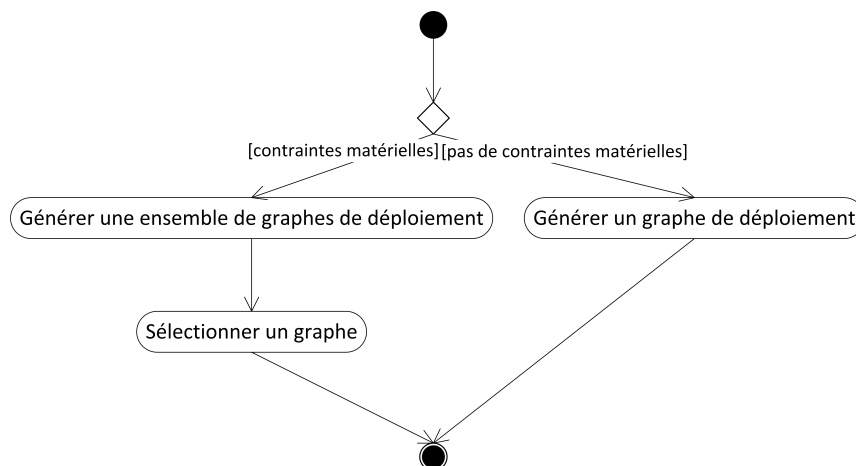 [contraintes matérielles]
[pas de contraintes matérielles]
Générer une ensemble de graphes de déploiement
Générer un graphe de déploiement
Sélectionner un graphe